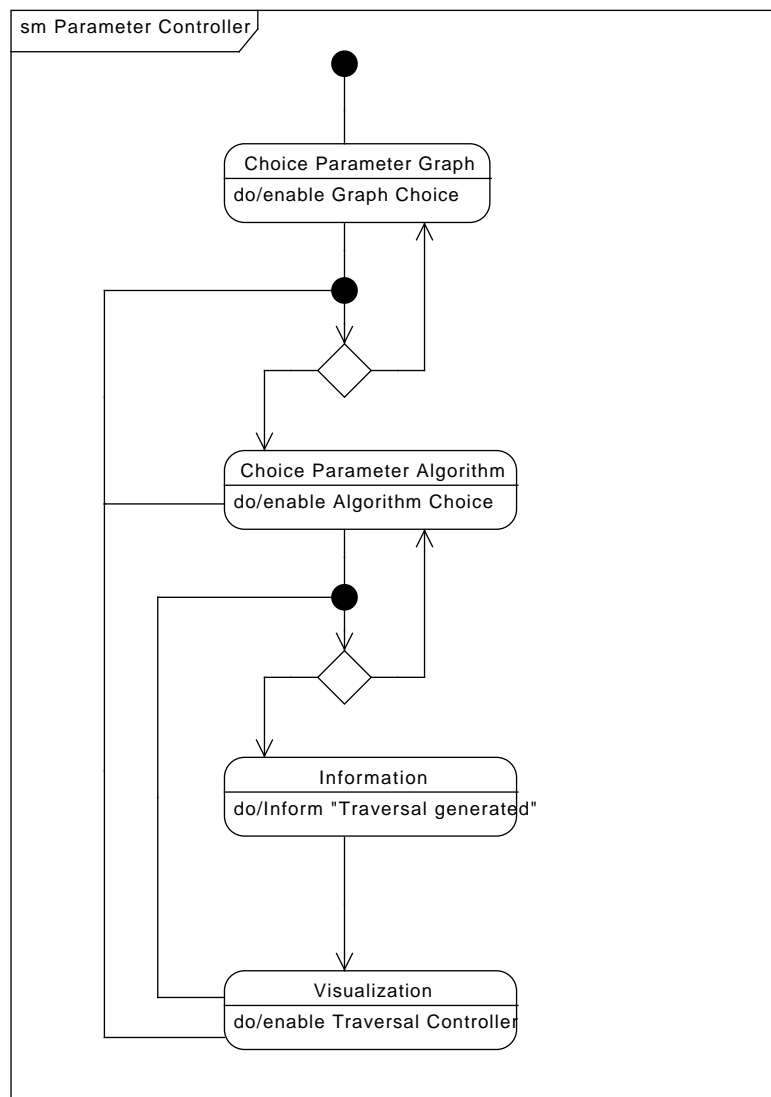 sm Parameter Controller
Choice Parameter Graph
do/enable Graph Choice
Choice Parameter Algorithm
do/enable Algorithm Choice
Information
do/Inform "Traversal generated"
Visualization
do/enable Traversal Controller